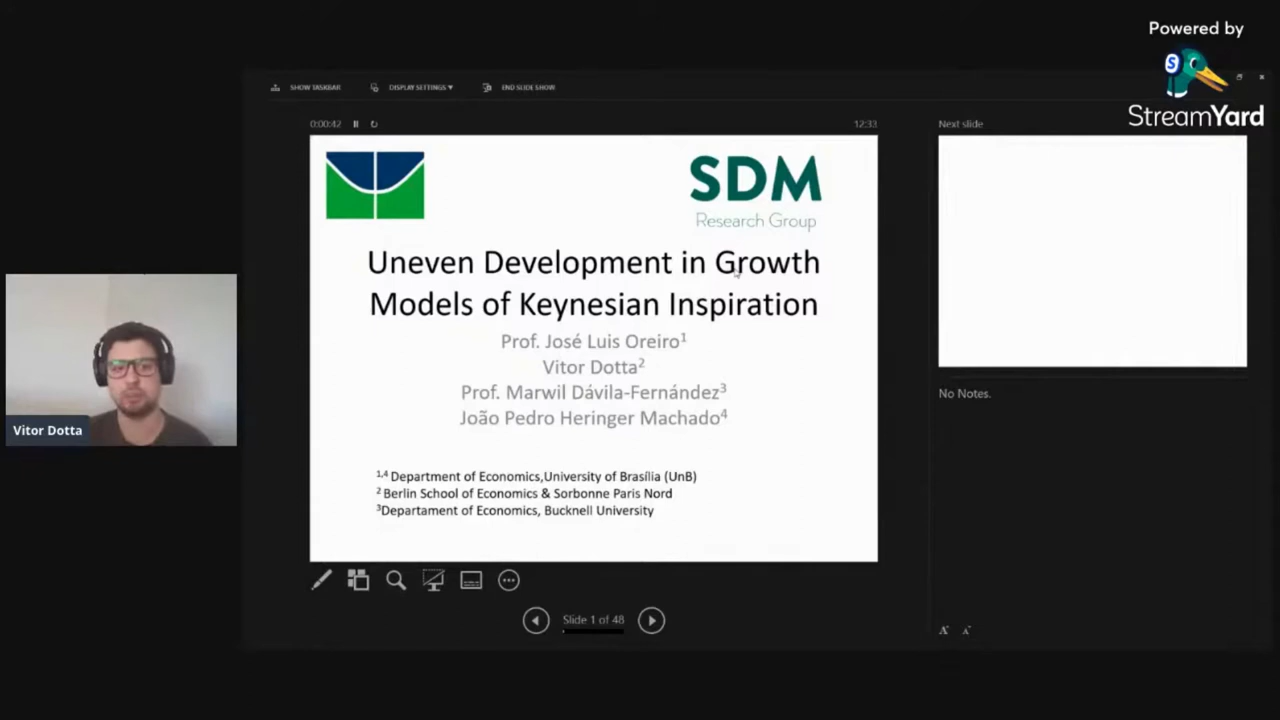 Powered by
S
StreamYard
SHOW TASKBAR
DISPLAY SETTINGS ▼
END SLIDE SHOW
0:00:42
12:33
Next slide
SDM
Research Group
Uneven Development in Growth
Models of Keynesian Inspiration
Prof. José Luis Oreiro¹
Vitor Dotta²
Prof. Marwil Dávila-Fernández³
João Pedro Heringer Machado⁴
¹,⁴ Department of Economics,University of Brasília (UnB)
² Berlin School of Economics & Sorbonne Paris Nord
³Departament of Economics, Bucknell University
No Notes.
Vitor Dotta
Slide 1 of 48
A A